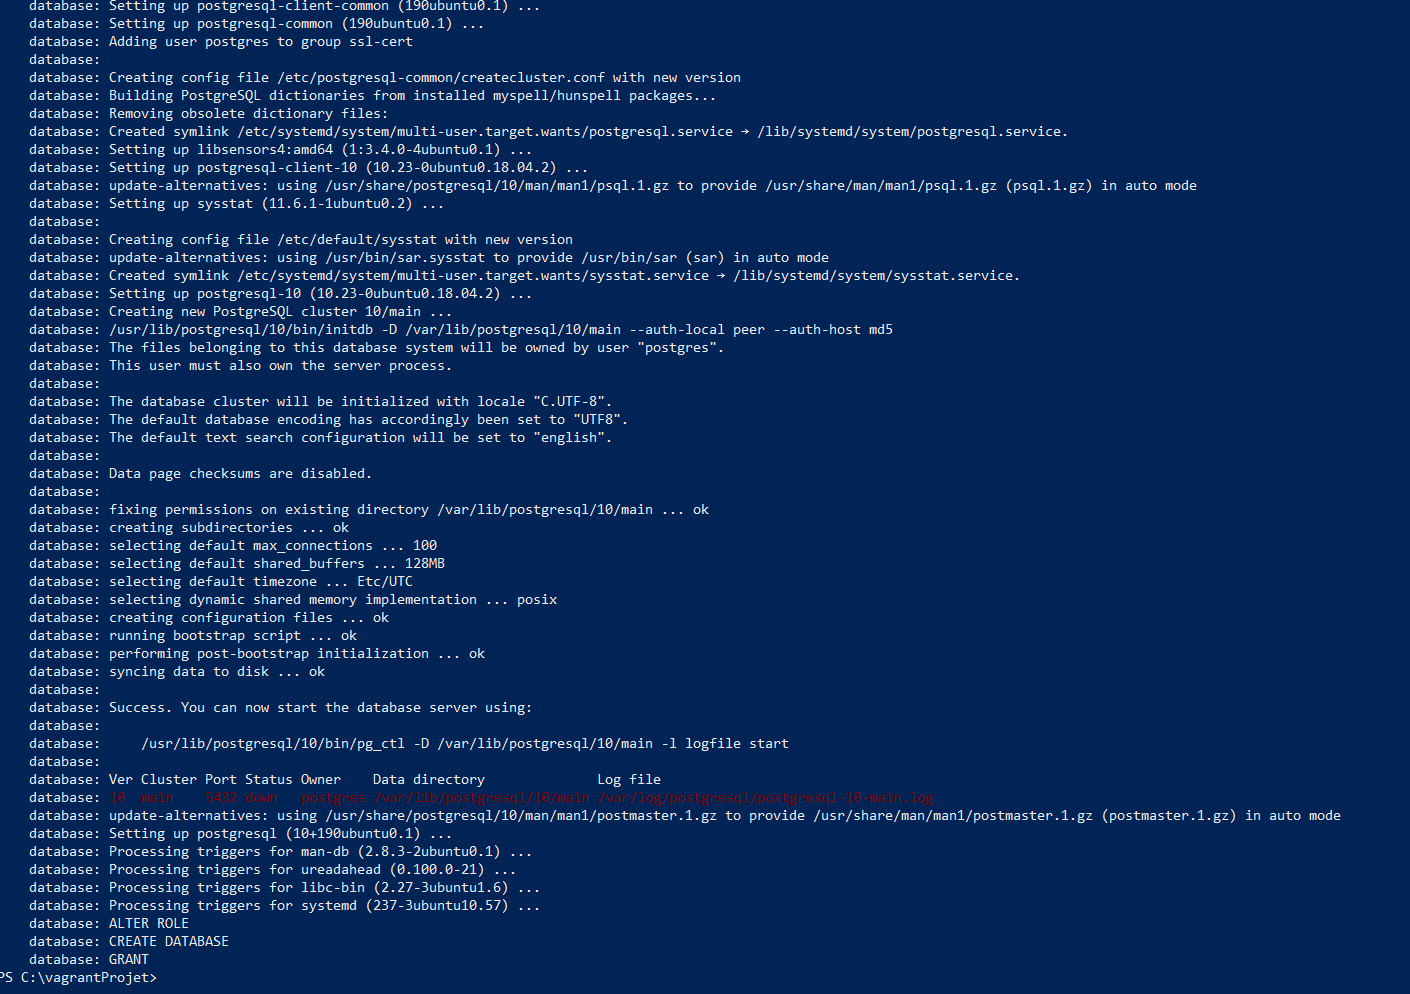 database: Setting up postgresql-client-common (190ubuntu0.1) ...
database: Setting up postgresql-common (190ubuntu0.1) ...
database: Adding user postgres to group ssl-cert
database:
database: Creating config file /etc/postgresql-common/createcluster.conf with new version
database: Building PostgreSQL dictionaries from installed myspell/hunspell packages...
database: Removing obsolete dictionary files:
database: Created symlink /etc/systemd/system/multi-user.target.wants/postgresql.service → /lib/systemd/system/postgresql.service.
database: Setting up libsensors4:amd64 (1:3.4.0-4ubuntu0.1) ...
database: Setting up postgresql-client-10 (10.23-0ubuntu0.18.04.2) ...
database: update-alternatives: using /usr/share/postgresql/10/man/man1/psql.1.gz to provide /usr/share/man/man1/psql.1.gz (psql.1.gz) in auto mode
database: Setting up sysstat (11.6.1-1ubuntu0.2) ...
database:
database: Creating config file /etc/default/sysstat with new version
database: update-alternatives: using /usr/bin/sar.sysstat to provide /usr/bin/sar (sar) in auto mode
database: Created symlink /etc/systemd/system/multi-user.target.wants/sysstat.service → /lib/systemd/system/sysstat.service.
database: Setting up postgresql-10 (10.23-0ubuntu0.18.04.2) ...
database: Creating new PostgreSQL cluster 10/main ...
database: /usr/lib/postgresql/10/bin/initdb -D /var/lib/postgresql/10/main --auth-local peer --auth-host md5
database: The files belonging to this database system will be owned by user "postgres".
database: This user must also own the server process.
database:
database: The database cluster will be initialized with locale "C.UTF-8".
database: The default database encoding has accordingly been set to "UTF8".
database: The default text search configuration will be set to "english".
database:
database: Data page checksums are disabled.
database:
database: fixing permissions on existing directory /var/lib/postgresql/10/main ... ok
database: creating subdirectories ... ok
database: selecting default max_connections ... 100
database: selecting default shared_buffers ... 128MB
database: selecting default timezone ... Etc/UTC
database: selecting dynamic shared memory implementation ... posix
database: creating configuration files ... ok
database: running bootstrap script ... ok
database: performing post-bootstrap initialization ... ok
database: syncing data to disk ... ok
database:
database: Success. You can now start the database server using:
database:
database:     /usr/lib/postgresql/10/bin/pg_ctl -D /var/lib/postgresql/10/main -l logfile start
database:
database: Ver Cluster Port Status Owner    Data directory              Log file
database: 10  main    5432 down   postgres /var/lib/postgresql/10/main /var/log/postgresql/postgresql-10-main.log
database: update-alternatives: using /usr/share/postgresql/10/man/man1/postmaster.1.gz to provide /usr/share/man/man1/postmaster.1.gz (postmaster.1.gz) in auto mode
database: Setting up postgresql (10+190ubuntu0.1) ...
database: Processing triggers for man-db (2.8.3-2ubuntu0.1) ...
database: Processing triggers for ureadahead (0.100.0-21) ...
database: Processing triggers for libc-bin (2.27-3ubuntu1.6) ...
database: Processing triggers for systemd (237-3ubuntu10.57) ...
database: ALTER ROLE
database: CREATE DATABASE
database: GRANT
PS C:\vagrantProjet>